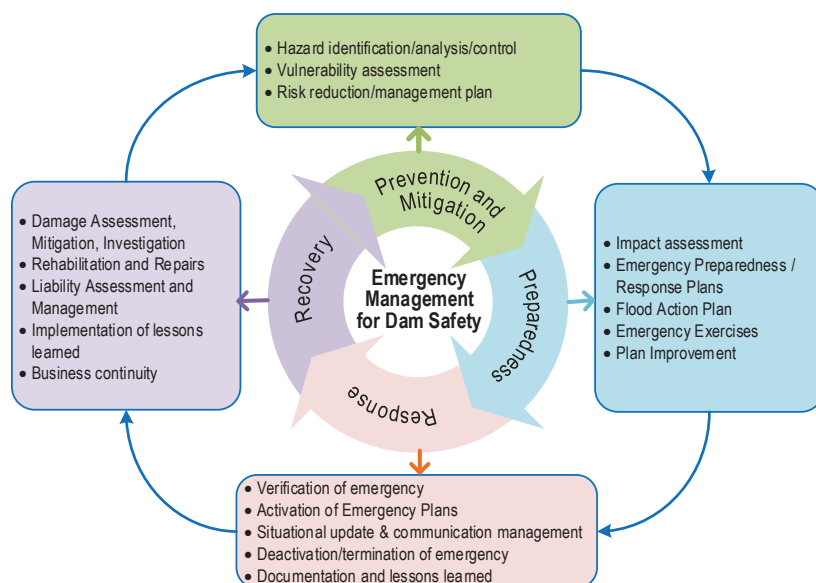 ● Hazard identification/analysis/control
● Vulnerability assessment
● Risk reduction/management plan
Prevention and
Mitigation
● Damage Assessment,
Mitigation, Investigation
● Rehabilitation and Repairs
● Liability Assessment and
Management
● Implementation of lessons
learned
● Business continuity
Recovery
Emergency
Management
for Dam Safety
Preparedness
● Impact assessment
● Emergency Preparedness /
Response Plans
● Flood Action Plan
● Emergency Exercises
● Plan Improvement
Response
● Verification of emergency
● Activation of Emergency Plans
● Situational update & communication management
● Deactivation/termination of emergency
● Documentation and lessons learned